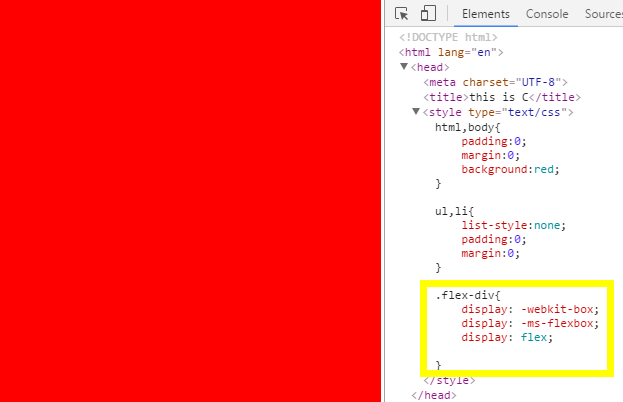 Elements Console Sources
<!DOCTYPE html>
<html lang="en">
<head>
<meta charset="UTF-8">
<title>this is C</title>
<style type="text/css">
html,body{
padding:0;
margin:0;
background:red;
}
ul,li{
list-style:none;
padding:0;
margin:0;
}
.flex-div{
display: -webkit-box;
display: -ms-flexbox;
display: flex;
}
</style>
</head>